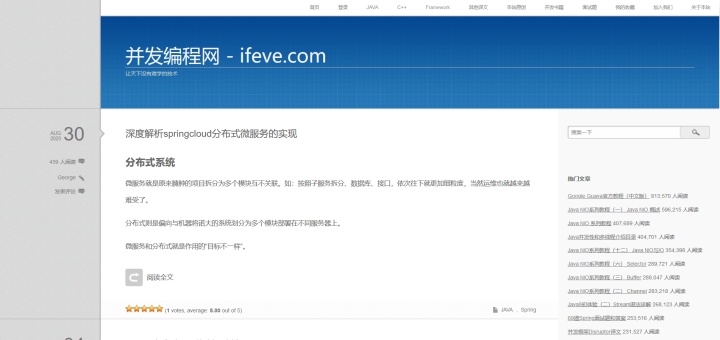 首页 登录 JAVA C++ Framework 其他译文 本站原创 并发书籍 面试题 我的收藏 加入我们 关于本站
并发编程网 - ifeve.com
让天下没有难学的技术
AUG 2020 30
439 人阅读
George
发表评论
深度解析springcloud分布式微服务的实现
分布式系统
微服务就是原来臃肿的项目拆分为多个模块互不关联。如：按照子服务拆分、数据库、接口，依次往下就更加细粒度，当然运维也就越来越
难受了。
分布式则是偏向与机器将诺大的系统划分为多个模块部署在不同服务器上。
微服务和分布式就是作用的“目标不一样”。
阅读全文
(1 votes, average: 5.00 out of 5)
JAVA , Spring
搜索一下
热门文章
Google Guava官方教程（中文版） 913,570 人阅读
Java NIO系列教程（一） Java NIO 概述 596,215 人阅读
Java NIO 系列教程 407,689 人阅读
Java并发性和多线程介绍目录 404,701 人阅读
Java NIO系列教程（十二） Java NIO与IO 354,396 人阅读
Java NIO系列教程（六） Selector 289,721 人阅读
Java NIO系列教程（三） Buffer 286,047 人阅读
Java NIO系列教程（二） Channel 283,218 人阅读
Java8初体验（二）Stream语法详解 268,123 人阅读
69道Spring面试题和答案 253,516 人阅读
并发框架Disruptor译文 231,527 人阅读